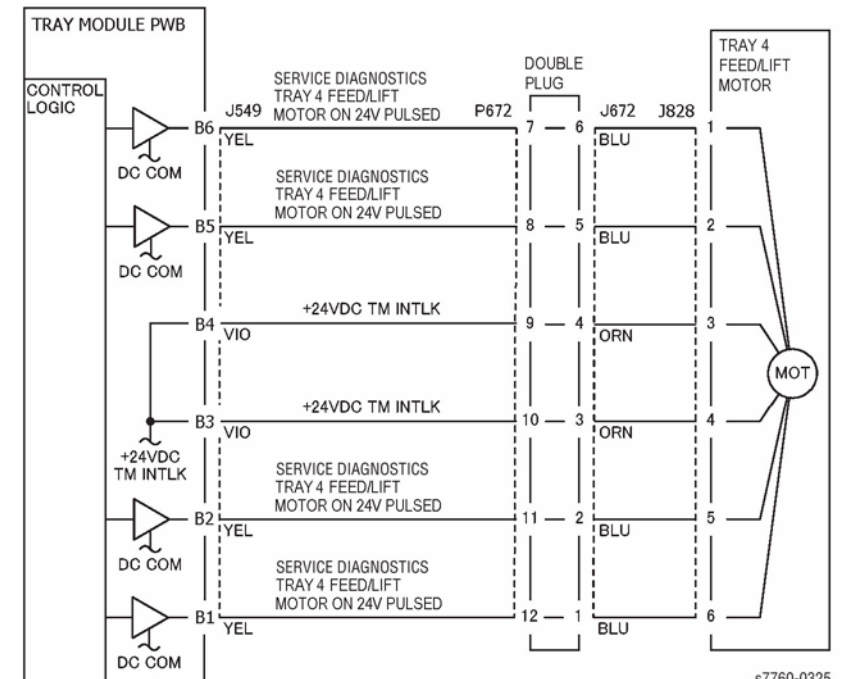 TRAY MODULE PWB
TRAY 4
FEED/LIFT
MOTOR
DOUBLE
PLUG
CONTROL
LOGIC
SERVICE DIAGNOSTICS
TRAY 4 FEED/LIFT
MOTOR ON 24V PULSED
J549
P672
J672
J828
B6
YEL
7
6
BLU
1
DC COM
SERVICE DIAGNOSTICS
TRAY 4 FEED/LIFT
MOTOR ON 24V PULSED
B5
YEL
8
5
BLU
2
DC COM
+24VDC TM INTLK
B4
VIO
9
4
ORN
3
MOT
+24VDC TM INTLK
B3
VIO
10
3
ORN
4
+24VDC
TM INTLK
SERVICE DIAGNOSTICS
TRAY 4 FEED/LIFT
MOTOR ON 24V PULSED
B2
YEL
11
2
BLU
5
DC COM
SERVICE DIAGNOSTICS
TRAY 4 FEED/LIFT
MOTOR ON 24V PULSED
B1
YEL
12
1
BLU
6
DC COM
s7760-0325